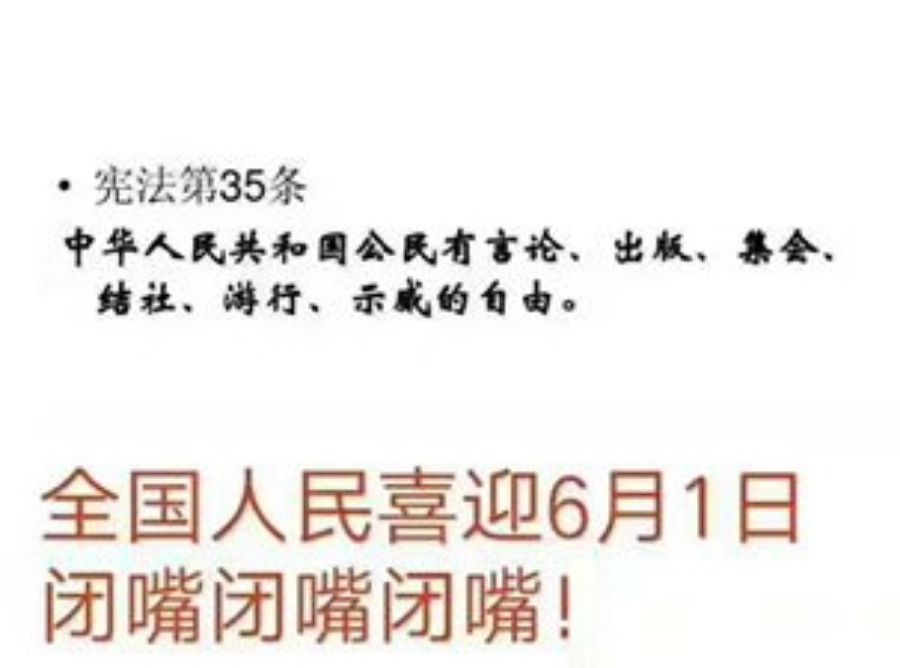 • 宪法第35条
中华人民共和国公民有言论、出版、集会、
结社、游行、示威的自由。
全国人民喜迎6月1日
闭嘴闭嘴闭嘴!